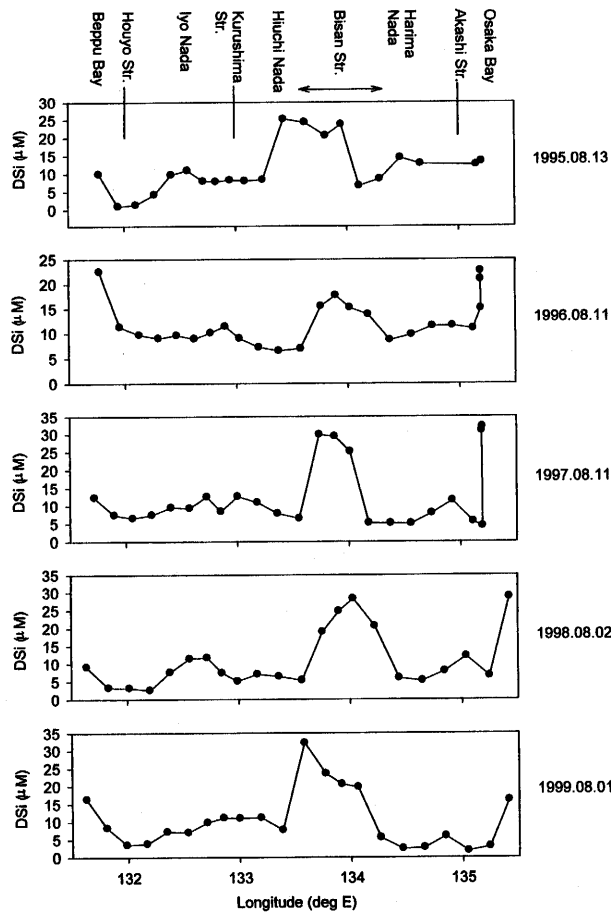 Beppu Bay
Houyo Str.
Iyo Nada
Kurushima
Str.
Hiuchi Nada
Bisan Str.
Harima
Nada
Akashi Str.
Osaka Bay
DSi (μM)
30
25
20
15
10
5
0
1995.08.13
DSi (μM)
25
20
15
10
5
0
1996.08.11
DSi (μM)
35
30
25
20
15
10
5
0
1997.08.11
DSi (μM)
35
30
25
20
15
10
5
0
1998.08.02
DSi (μM)
35
30
25
20
15
10
5
0
1999.08.01
132 133 134 135
Longitude (deg E)